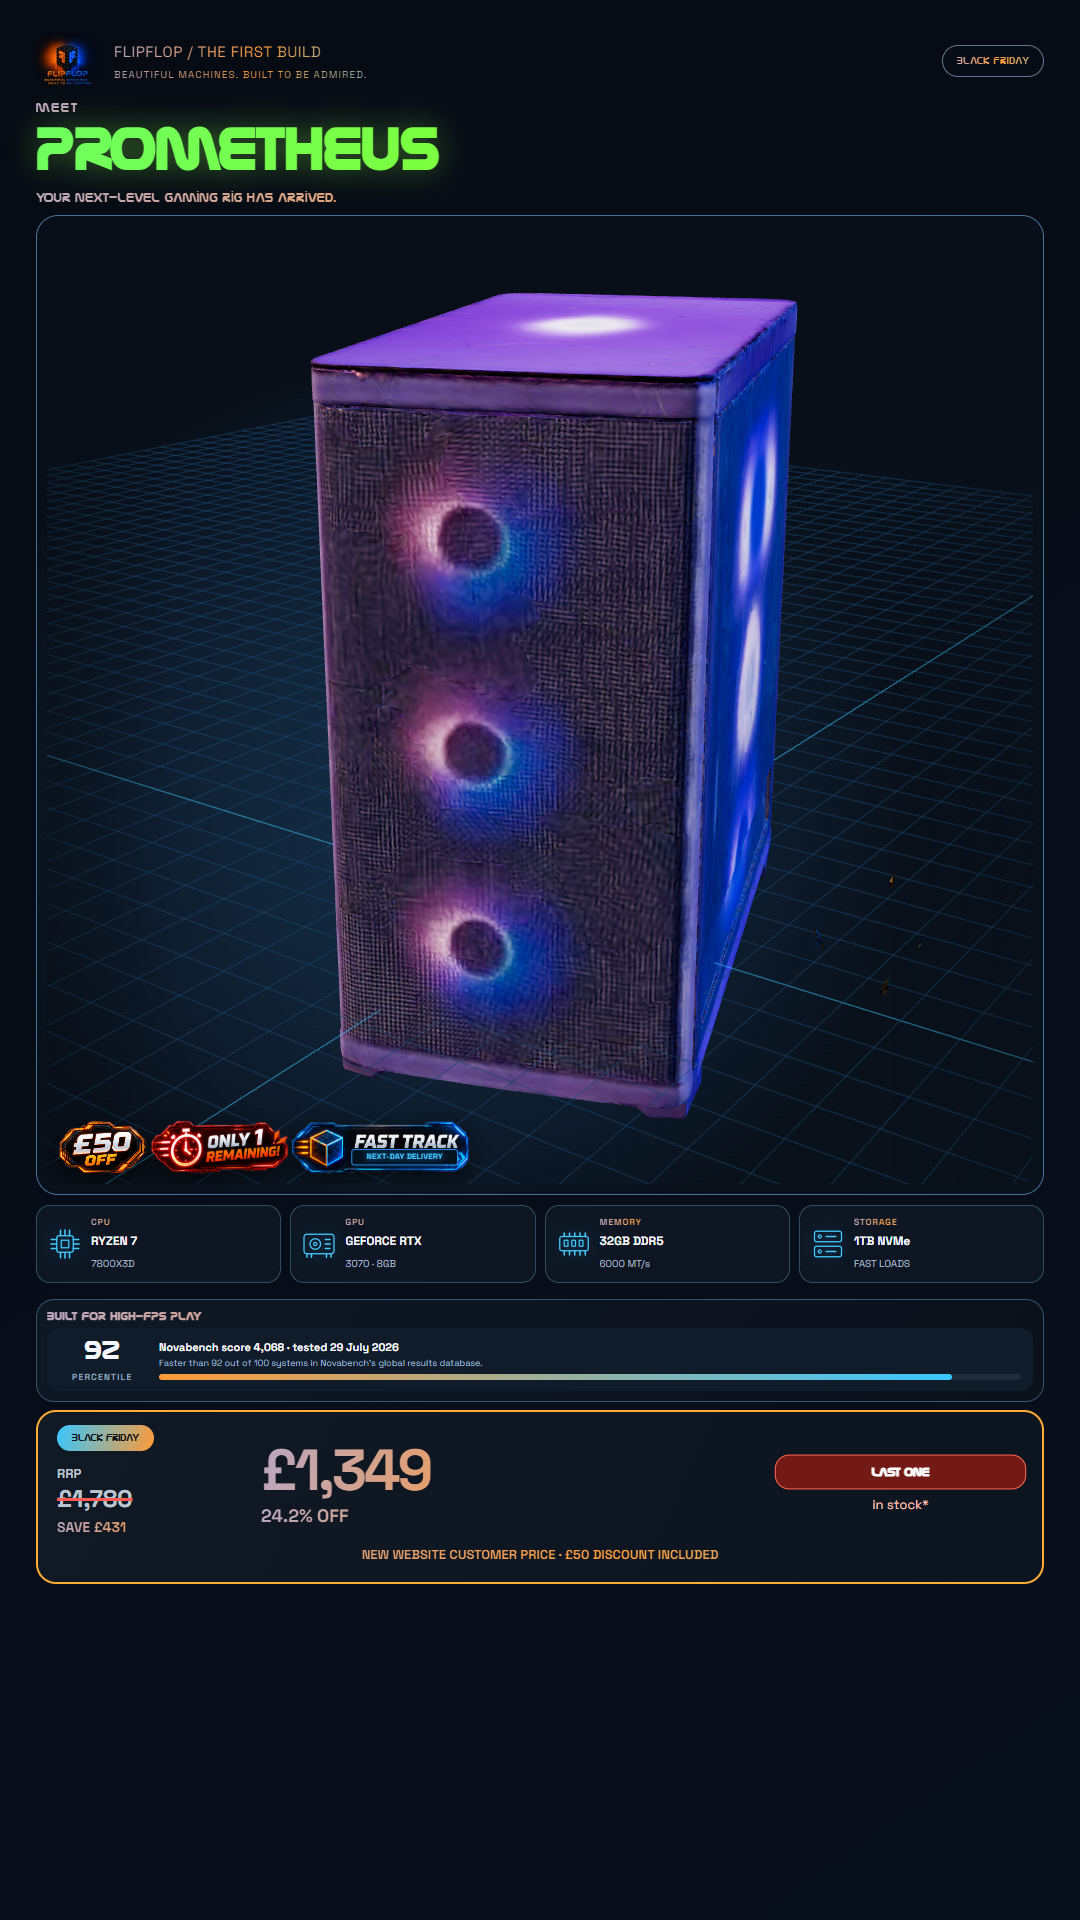 FLIPFLOP
FLIPFLOP / THE FIRST BUILD
BEAUTIFUL MACHINES. BUILT TO BE ADMIRED.
BLACK FRIDAY
MEET
PROMETHEUS
YOUR NEXT-LEVEL GAMING RIG HAS ARRIVED.
£50
OFF
ONLY 1
REMAINING!
FAST TRACK
NEXT-DAY DELIVERY
CPU
RYZEN 7
7800X3D
GPU
GEFORCE RTX
3070 · 8GB
MEMORY
32GB DDR5
6000 MT/s
STORAGE
1TB NVMe
FAST LOADS
BUILT FOR HIGH-FPS PLAY
92
PERCENTILE
Novabench score 4,068 · tested 29 July 2026
Faster than 92 out of 100 systems in Novabench's global results database.
BLACK FRIDAY
RRP
£1,780
SAVE £431
£1,349
24.2% OFF
LAST ONE
in stock*
NEW WEBSITE CUSTOMER PRICE · £50 DISCOUNT INCLUDED